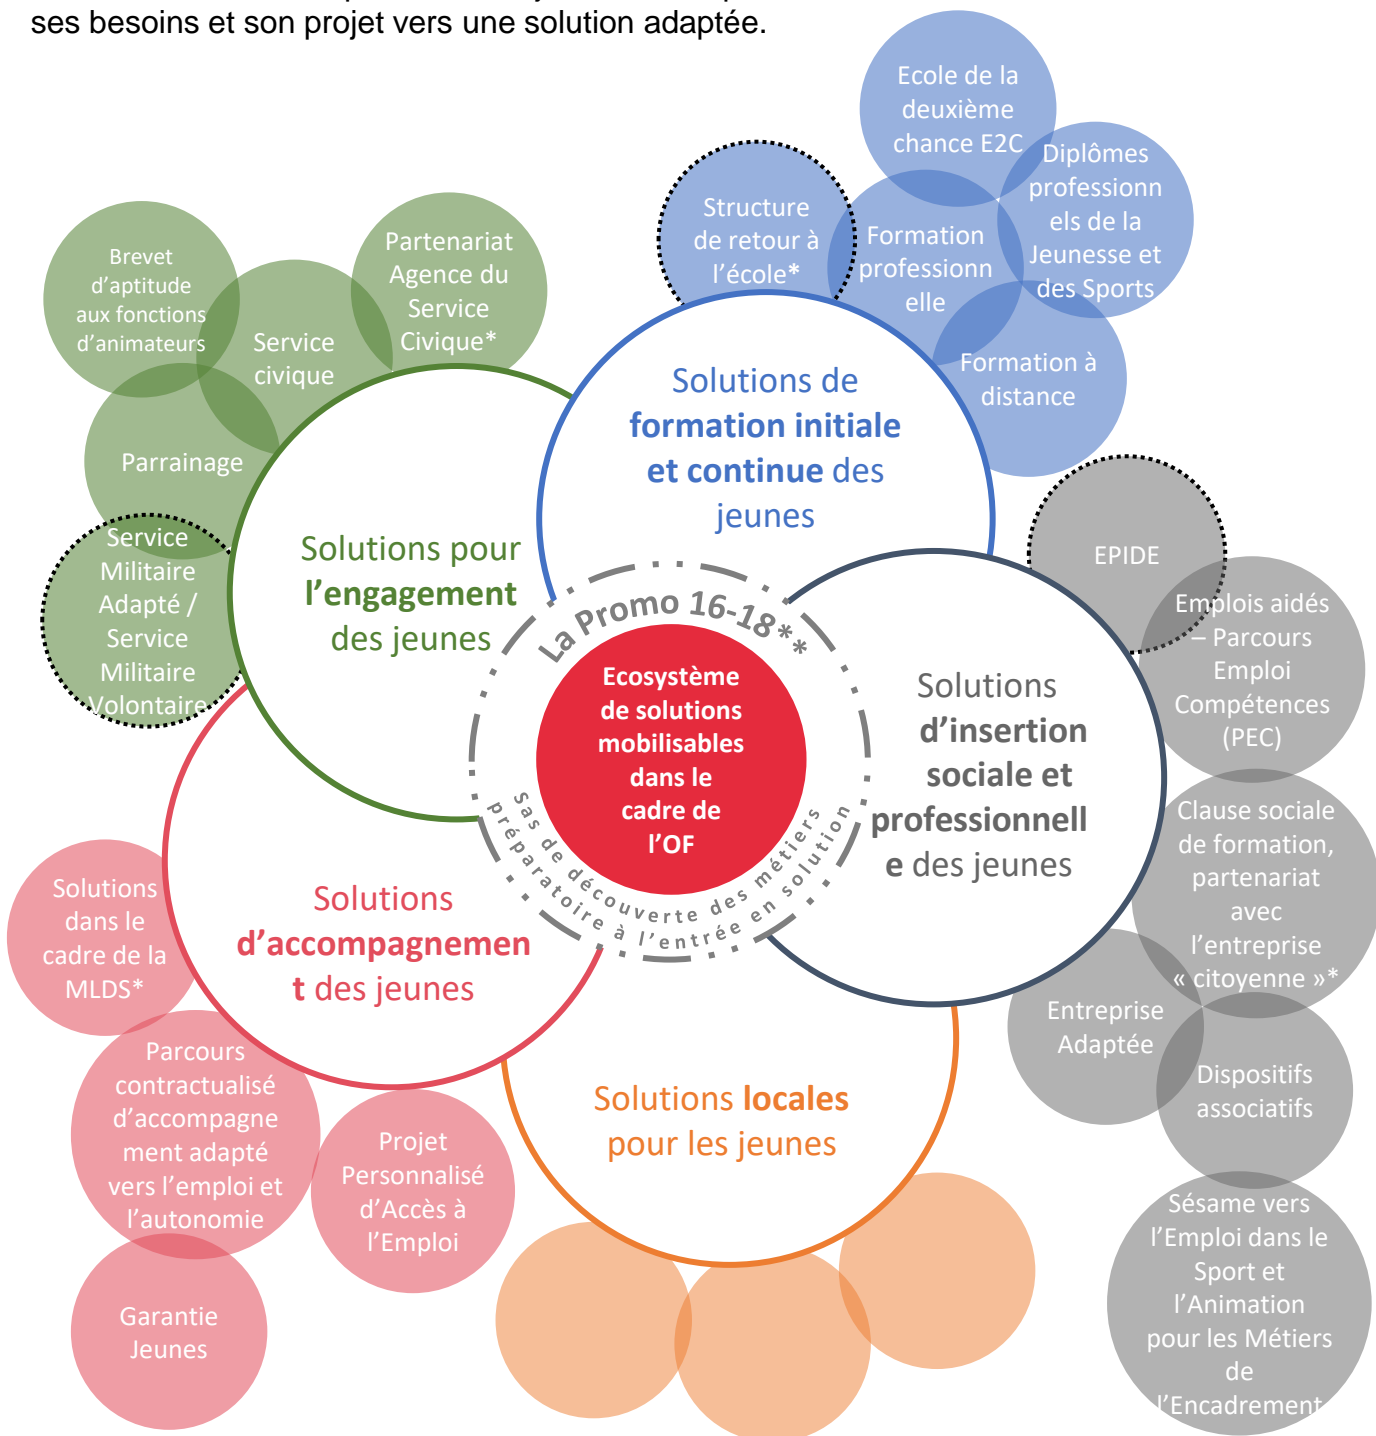 ses besoins et son projet vers une solution adaptée.
Ecole de la
deuxième
chance E2C
Diplômes
professionn
els de la
Jeunesse et
des Sports
Structure
de retour à
l'école*
Formation
professionn
elle
Formation à
distance
Partenariat
Agence du
Service
Civique*
Brevet
d'aptitude
aux fonctions
d'animateurs
Service
civique
Parrainage
Service
Militaire
Adapté /
Service
Militaire
Volontaire
Solutions de
formation initiale
et continue des
jeunes
Solutions pour
l'engagement
des jeunes
La Promo 16-18**
Ecosystème
de solutions
mobilisables
dans le
cadre de
l'OF
Sas de découverte des métiers
préparatoire à l'entrée en solution
Solutions
d'insertion
sociale et
professionnell
e des jeunes
EPIDE
Emplois aidés
– Parcours
Emploi
Compétences
(PEC)
Clause sociale
de formation,
partenariat
avec
l'entreprise
« citoyenne »*
Entreprise
Adaptée
Dispositifs
associatifs
Sésame vers
l'Emploi dans le
Sport et
l'Animation
pour les Métiers
de
l'Encadrement
Solutions
d'accompagnemen
t des jeunes
Solutions
dans le
cadre de la
MLDS*
Parcours
contractualisé
d'accompagne
ment adapté
vers l'emploi et
l'autonomie
Projet
Personnalisé
d'Accès à
l'Emploi
Garantie
Jeunes
Solutions locales
pour les jeunes